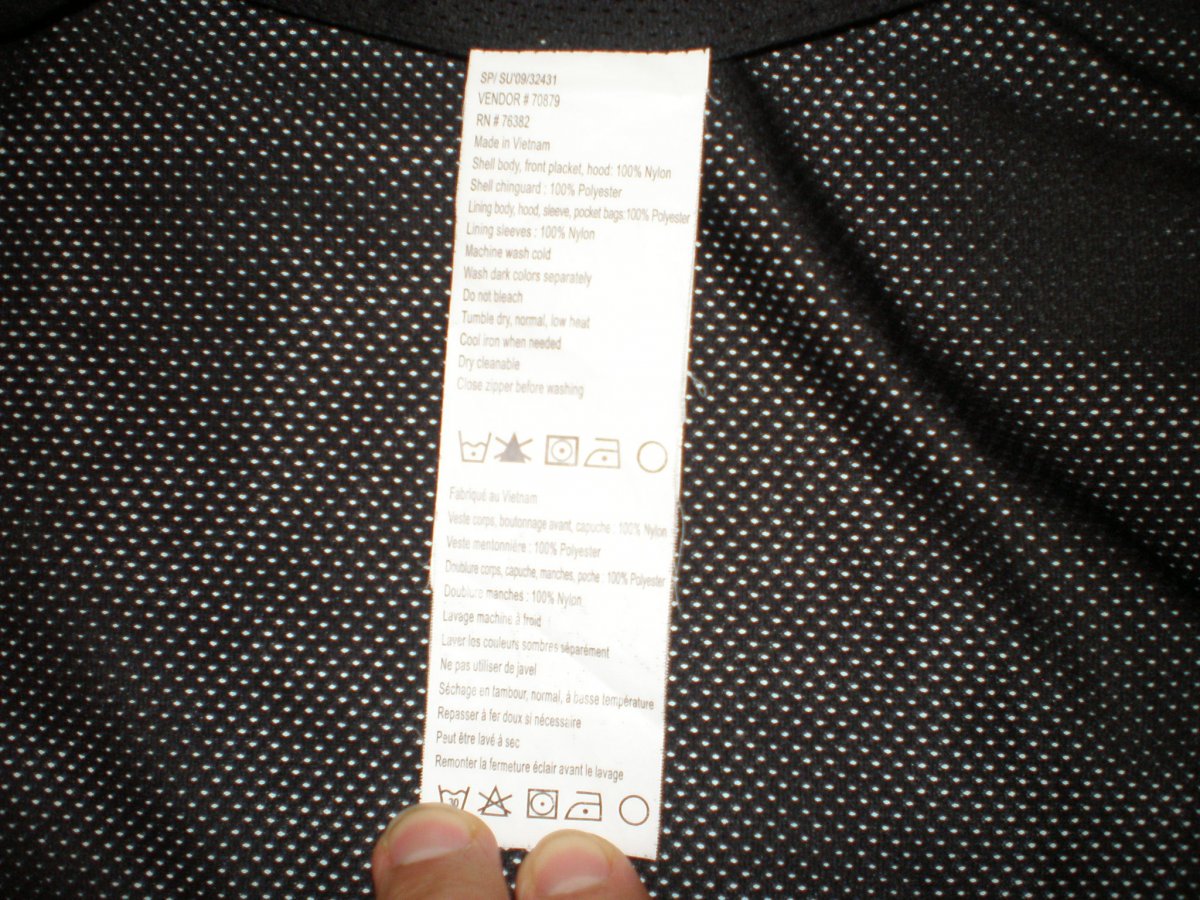 SP/ SU'09/32431
VENDOR # 70879
RN # 76382
Made in Vietnam
Shell body, front placket, hood: 100% Nylon
Shell chinguard : 100% Polyester
Lining body, hood, sleeve, pocket bags:100% Polyester
Lining sleeves : 100% Nylon
Machine wash cold
Wash dark colors separately
Do not bleach
Tumble dry, normal, low heat
Cool iron when needed
Dry cleanable
Close zipper before washing
Fabriqué au Vietnam
Veste corps, boutonnage avant, capuche : 100% Nylon
Veste mentonnière : 100% Polyester
Doublure corps, capuche, manches, poche : 100% Polyester
Doublure manches : 100% Nylon
Lavage machine à froid
Laver les couleurs sombres séparément
Ne pas utiliser de javel
Séchage en tambour, normal, à basse température
Repasser à fer doux si nécessaire
Peut être lavé à sec
Remonter la fermeture éclair avant le lavage
30